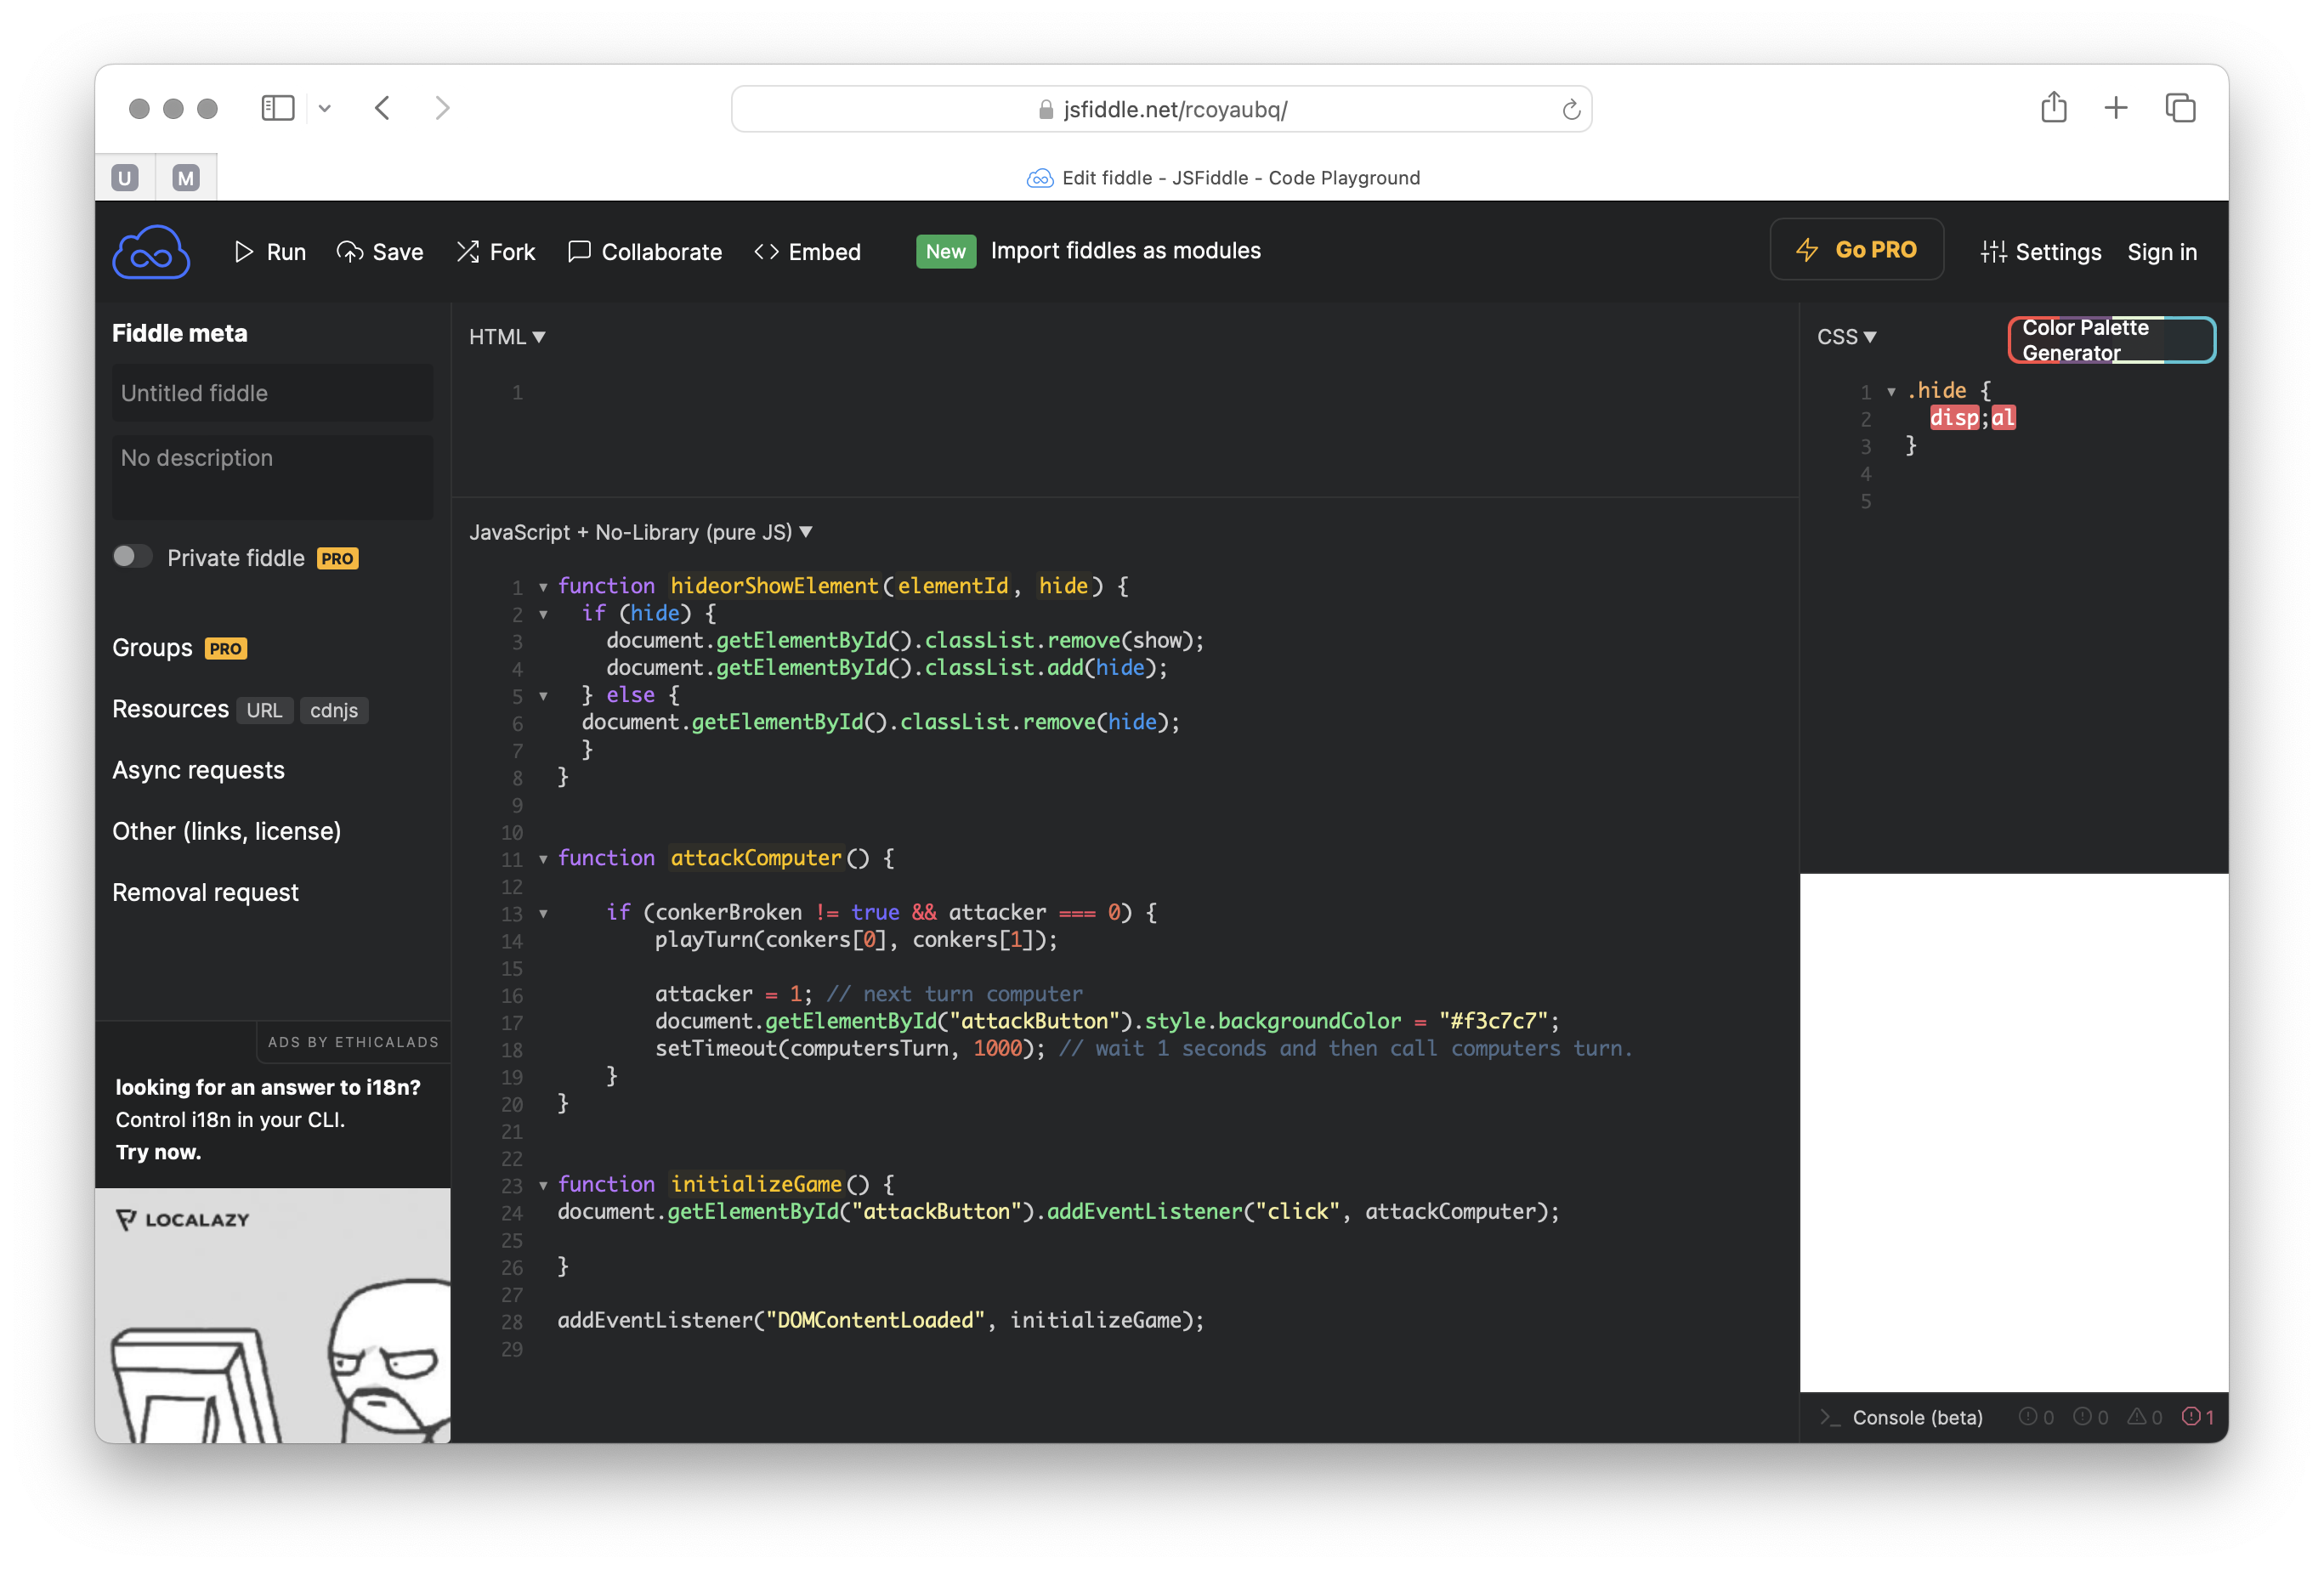 jsfiddle.net/rcoyaubq/
U
M
Edit fiddle - JSFiddle - Code Playground
Run
Save
Fork
Collaborate
Embed
New
Import fiddles as modules
Go PRO
Settings
Sign in
Fiddle meta
Untitled fiddle
No description
Private fiddle PRO
Groups PRO
Resources URL cdnjs
Async requests
Other (links, license)
Removal request
ADS BY ETHICALADS
looking for an answer to i18n?
Control i18n in your CLI.
Try now.
LOCALAZY
HTML
1
JavaScript + No-Library (pure JS)
1 function hideorShowElement(elementId, hide) {
2 if (hide) {
3 document.getElementById().classList.remove(show);
4 document.getElementById().classList.add(hide);
5 } else {
6 document.getElementById().classList.remove(hide);
7 }
8 }
9
10
11 function attackComputer() {
12
13 if (conkerBroken != true && attacker === 0) {
14 playTurn(conkers[0], conkers[1]);
15
16 attacker = 1; // next turn computer
17 document.getElementById("attackButton").style.backgroundColor = "#f3c7c7";
18 setTimeout(computersTurn, 1000); // wait 1 seconds and then call computers turn.
19 }
20 }
21
22
23 function initializeGame() {
24 document.getElementById("attackButton").addEventListener("click", attackComputer);
25
26 }
27
28 addEventListener("DOMContentLoaded", initializeGame);
29
CSS
Color Palette
Generator
1 .hide {
2 disp;al
3 }
4
5
Console (beta) 0 0 0 1